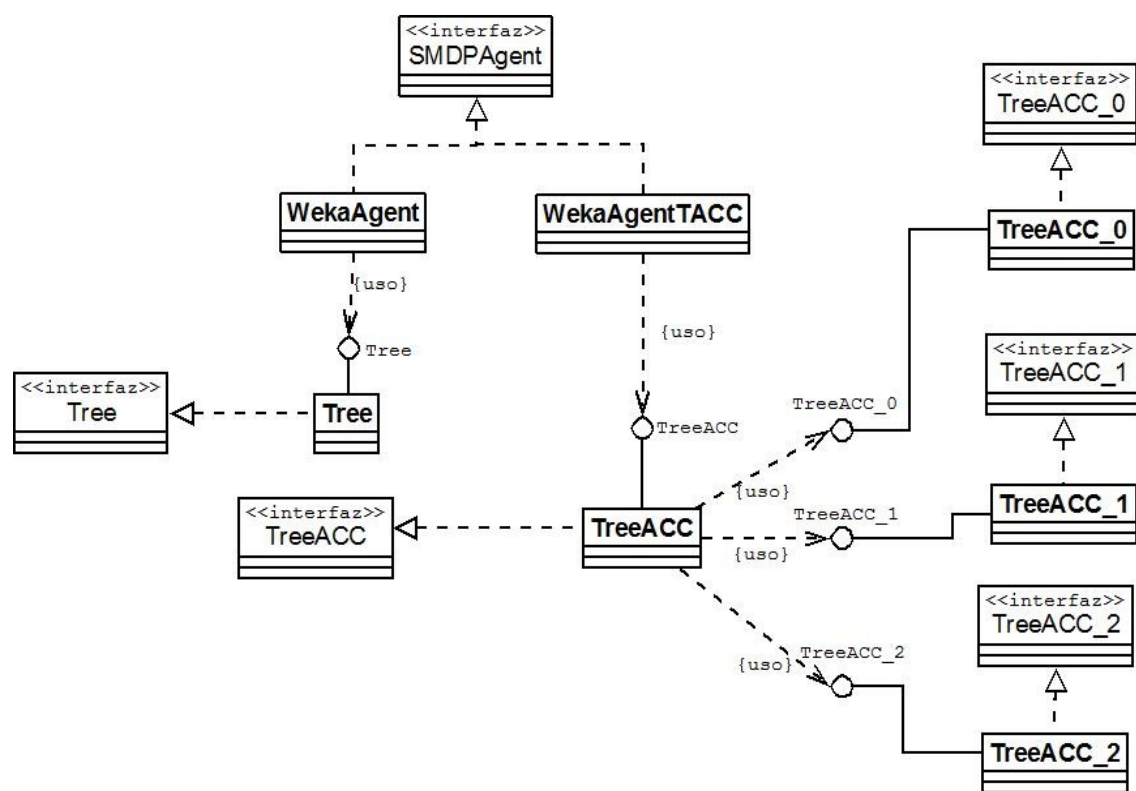 <<interfaz>>
SMDPAgent
<<interfaz>>
TreeACC_0
WekaAgent
WekaAgentTACC
TreeACC_0
{uso}
{uso}
Tree
<<interfaz>>
TreeACC_1
<<interfaz>>
Tree
Tree
TreeACC_0
TreeACC
{uso}
<<interfaz>>
TreeACC
TreeACC
TreeACC_1
{uso}
TreeACC_1
<<interfaz>>
TreeACC_2
TreeACC_2
{uso}
TreeACC_2